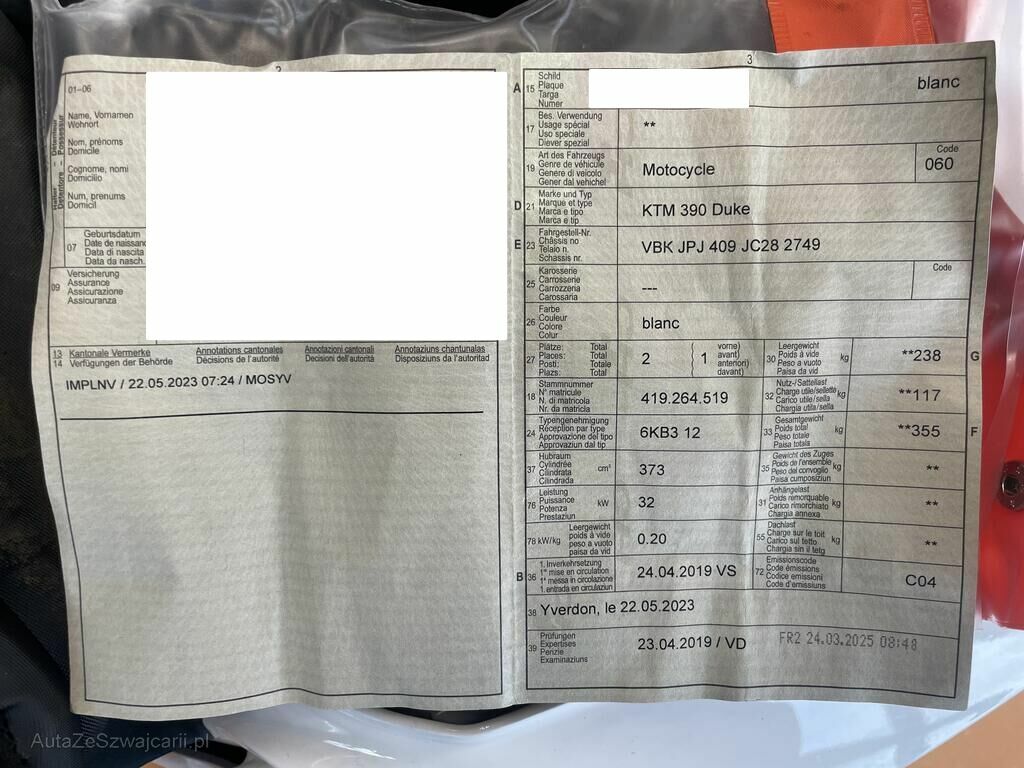 2
01–06
Halter
Détenteur
Detentore
Possessur
Name, Vornamen
Wohnort
Nom, prénoms
Domicile
Cognome, nomi
Domicilio
Num, prenums
Domicil
07
Geburtsdatum
Date de naissanc
Data di nascita
Data da nasch.
09
Versicherung
Assurance
Assicurazione
Assicuranza
13 Kantonale Vermerke Annotations cantonales Annotazioni cantonali Annotaziuns chantunalas
14 Verfügungen der Behörde Décisions de l'autorité Decisioni dell'autorità Disposiziuns da l'autoritad
IMPLNV / 22.05.2023 07:24 / MOSYV
3
A 15
Schild
Plaque
Targa
Numer
blanc
17
Bes. Verwendung
Usage spécial
Uso speciale
Diever spezial
**
19
Art des Fahrzeugs
Genre de véhicule
Genere di veicolo
Gener dal vehichel
Motocycle
Code
060
D 21
Marke und Typ
Marque et type
Marca e tipo
Marca e tip
KTM 390 Duke
E 23
Fahrgestell-Nr.
Châssis no
Telaio n.
Schassis nr.
VBK JPJ 409 JC28 2749
25
Karosserie
Carrosserie
Carrozzeria
Carossaria
---
Code
26
Farbe
Couleur
Colore
Colur
blanc
27
Plätze: Total
Places: Total
Posti: Totale
Plazs: Total
2
( 1
vorne)
avant)
anteriori)
davant)
30
Leergewicht
Poids à vide
Peso a vuoto
Paisa da vid
kg
**238
G
18
Stammnummer
N° matricule
N. di matricola
Nr. da matricla
419.264.519
32
Nutz-/Sattellast
Charge utile/sellette
Carico utile/sella
Chargia utila/sella
kg
**117
24
Typengenehmigung
Réception par type
Approvazione del tipo
Approvaziun dal tip
6KB3 12
33
Gesamtgewicht
Poids total
Peso totale
Paisa totala
kg
**355
F
37
Hubraum
Cylindrée
Cilindrata
Cilindrada
cm³
373
35
Gewicht des Zuges
Poids de l'ensemble
Peso del convoglio
Paisa cumposiziun
kg
**
76
Leistung
Puissance
Potenza
Prestaziun
kW
32
31
Anhängelast
Poids remorquable
Carico rimorchiato
Chargia annexa
kg
**
78 kW/kg
Leergewicht
poids à vide
peso a vuoto
paisa da vid
0.20
55
Dachlast
Charge sur le toit
Carico sul tetto
Chargia sin il tetg
kg
**
B 36
1. Inverkehrsetzung
1re mise en circulation
1a messa in circolazione
1. entrada en circulaziun
24.04.2019 VS
72
Emissionscode
Code émissions
Codice emissioni
Code d'emissiuns
C04
38 Yverdon, le 22.05.2023
39
Prüfungen
Expertises
Perizie
Examinaziuns
23.04.2019 / VD
FR2 24.03.2025 08:48
AutaZeSzwajcarii.pl